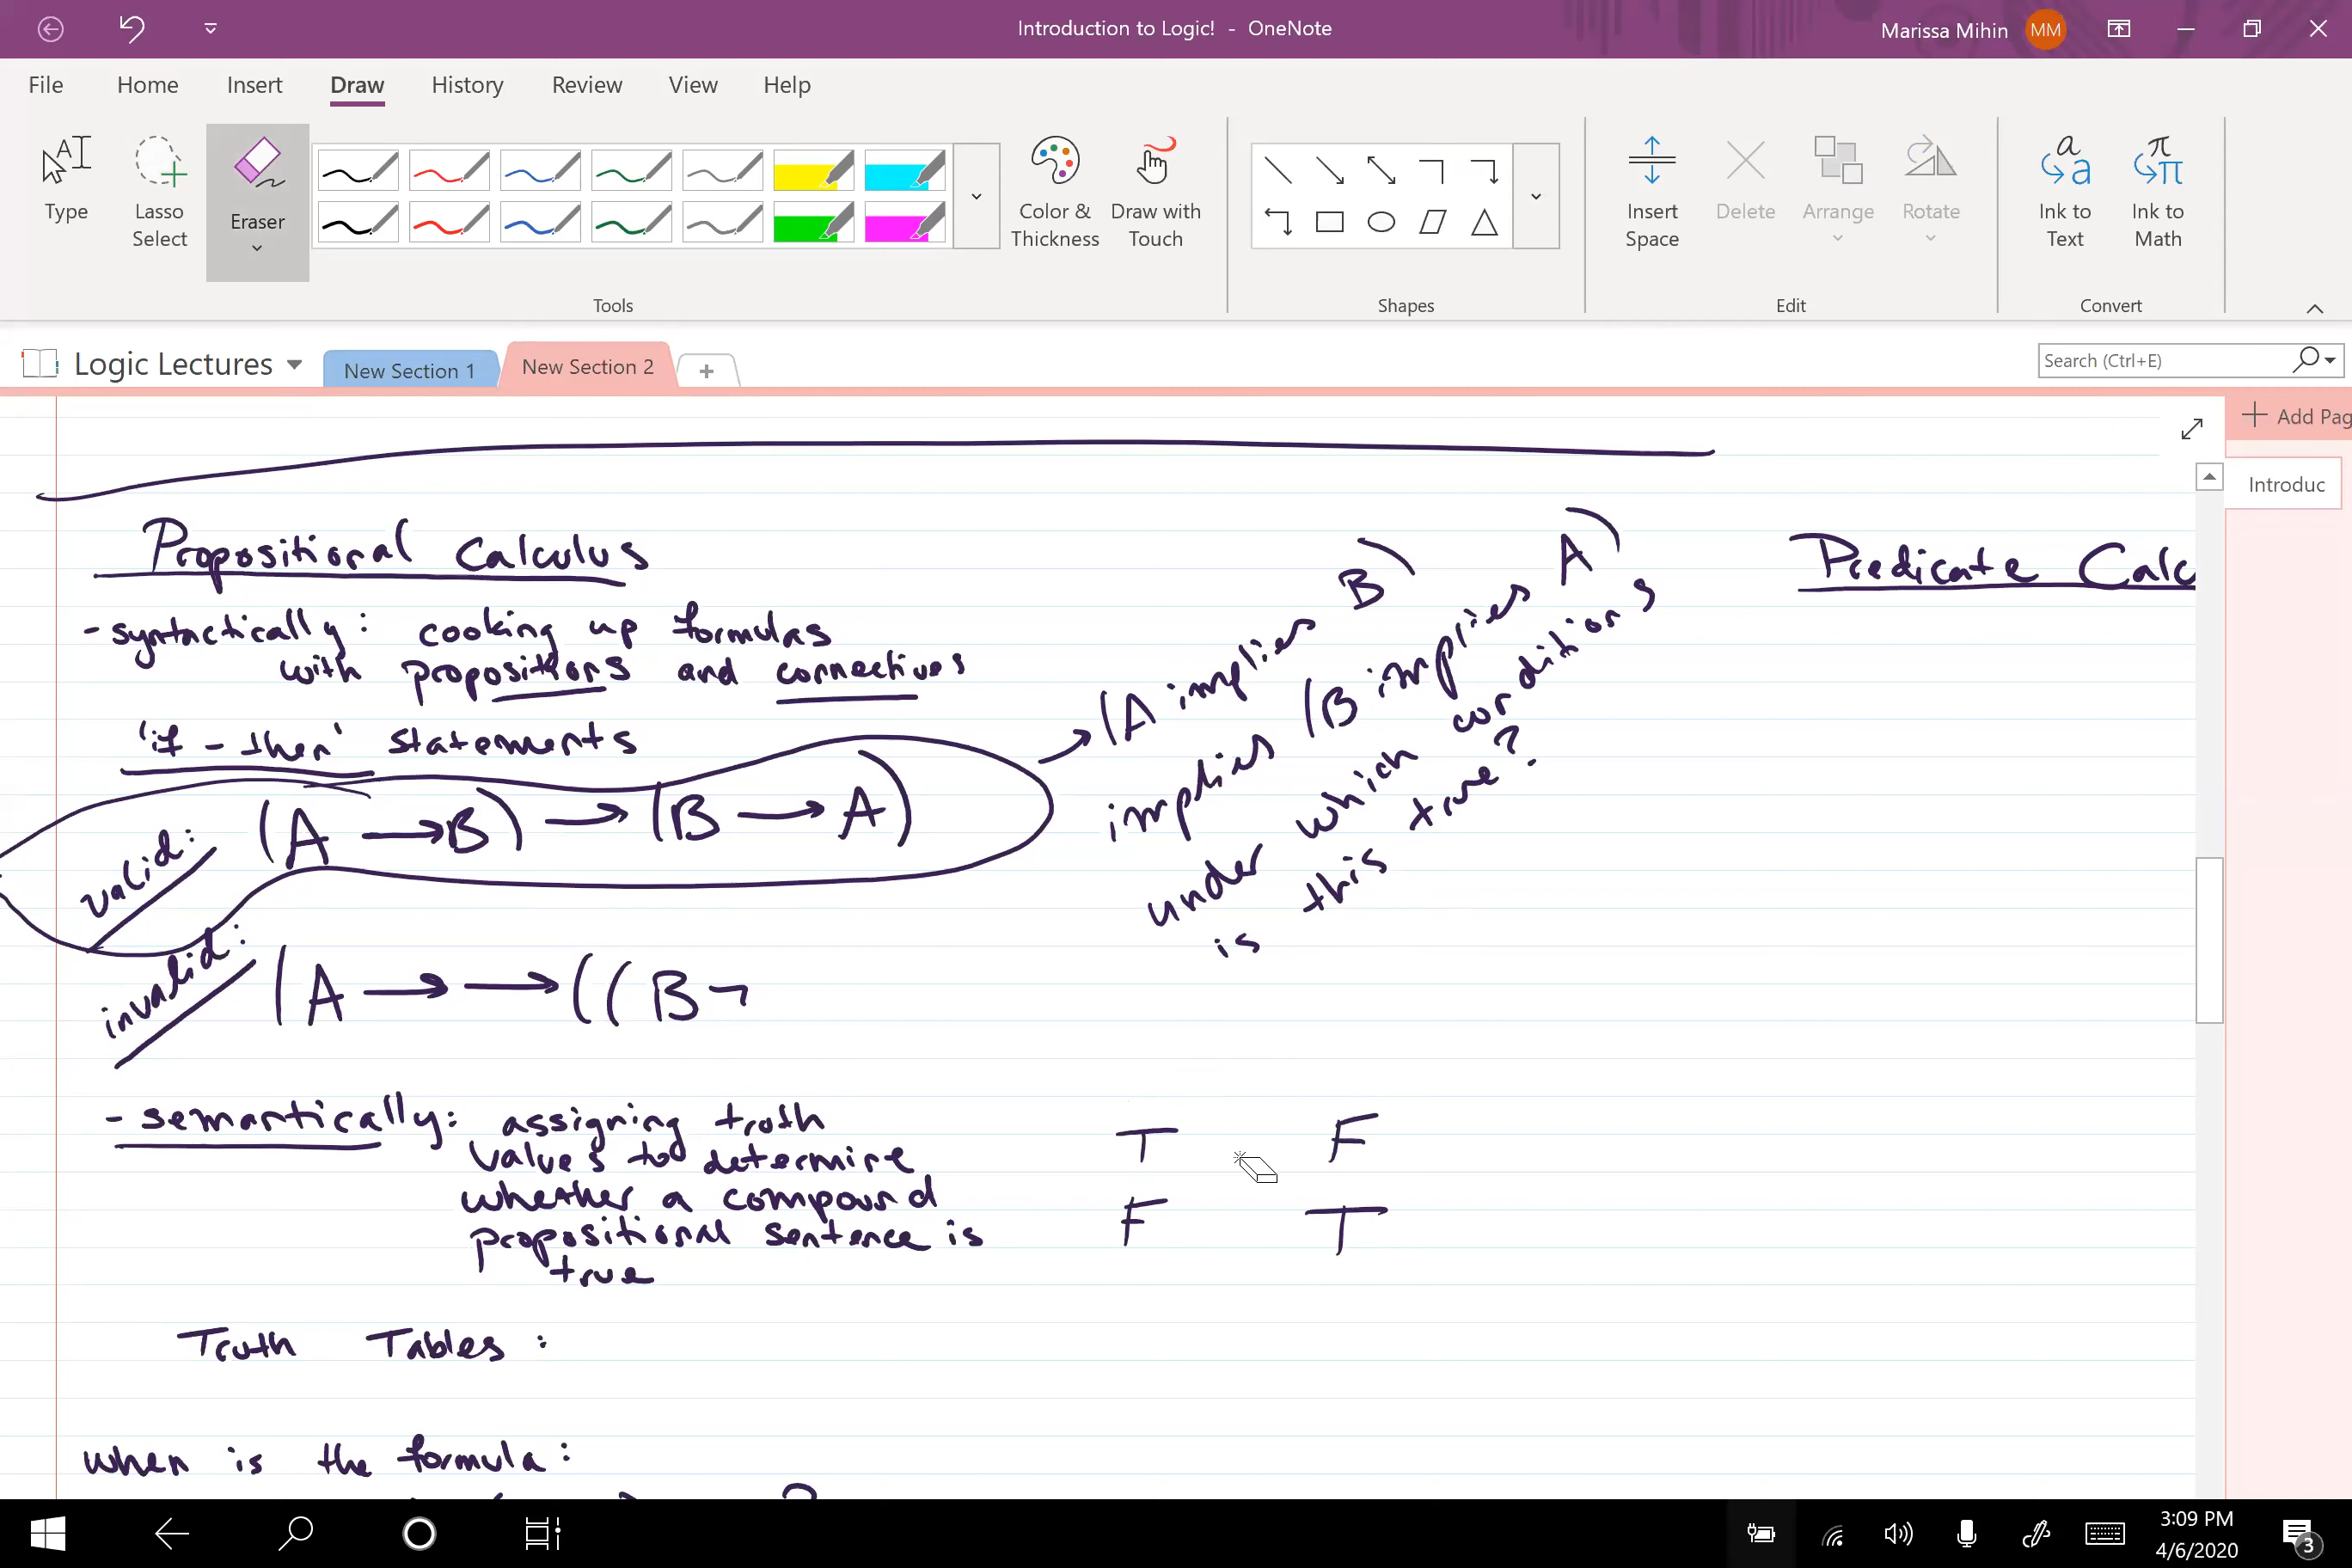 Introduction to Logic! - OneNote
Marissa Mihin MM
File Home Insert Draw History Review View Help
Type
Lasso Select
Eraser
Color & Thickness
Draw with Touch
Insert Space
Delete
Arrange
Rotate
Ink to Text
Ink to Math
Tools Shapes Edit Convert
Logic Lectures New Section 1 New Section 2 +
Search (Ctrl+E)
Add Pag
Introduc
Propositional Calculus
- syntactically: cooking up formulas
with propositions and connectives
'if-then' statements
valid: (A → B) → (B → A)
invalid: (A → → ((B ¬
→ (A implies B)
implies (B implies A)
under which conditions
is this true?
Predicate Calc
- semantically: assigning truth
values to determine
whether a compound
propositional sentence is
true
T F
F T
Truth Tables:
when is the formula:
3:09 PM
4/6/2020
3